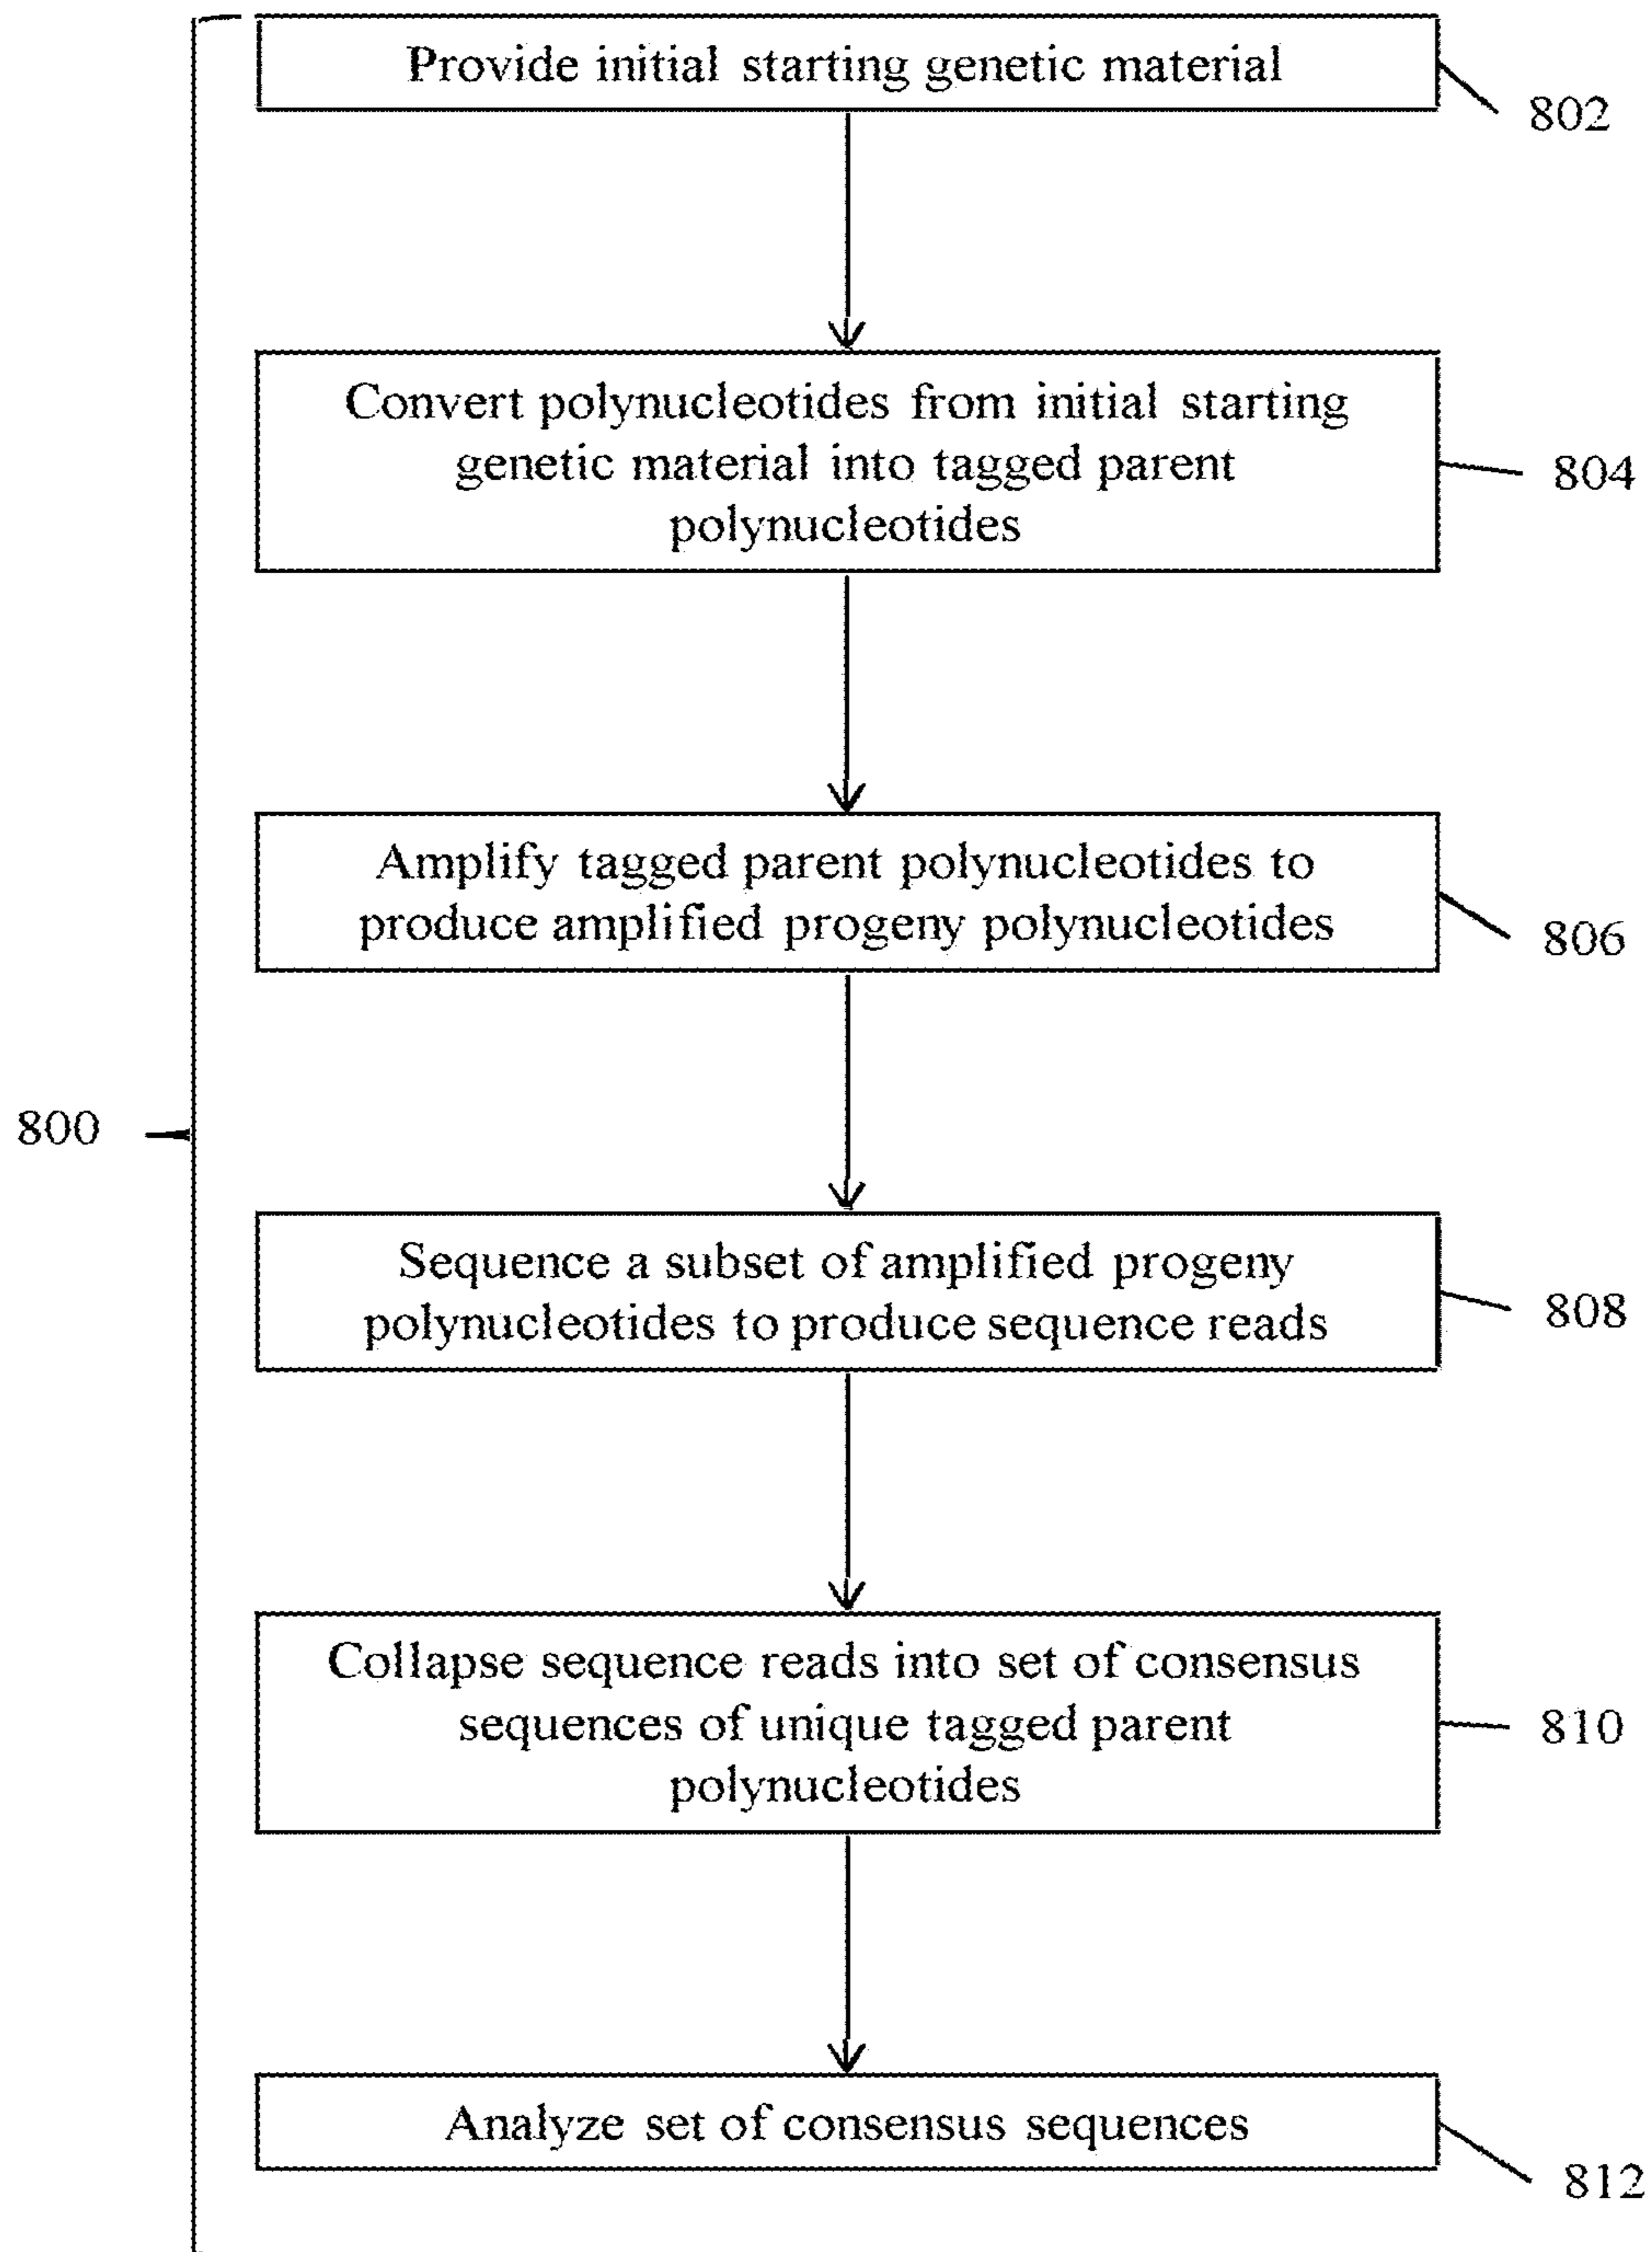 Provide initial starting genetic material
802
Convert polynucleotides from initial starting
genetic material into tagged parent
polynucleotides
804
Amplify tagged parent polynucleotides to
produce amplified progeny polynucleotides
806
800
Sequence a subset of amplified progeny
polynucleotides to produce sequence reads
808
Collapse sequence reads into set of consensus
sequences of unique tagged parent
polynucleotides
810
Analyze set of consensus sequences
812